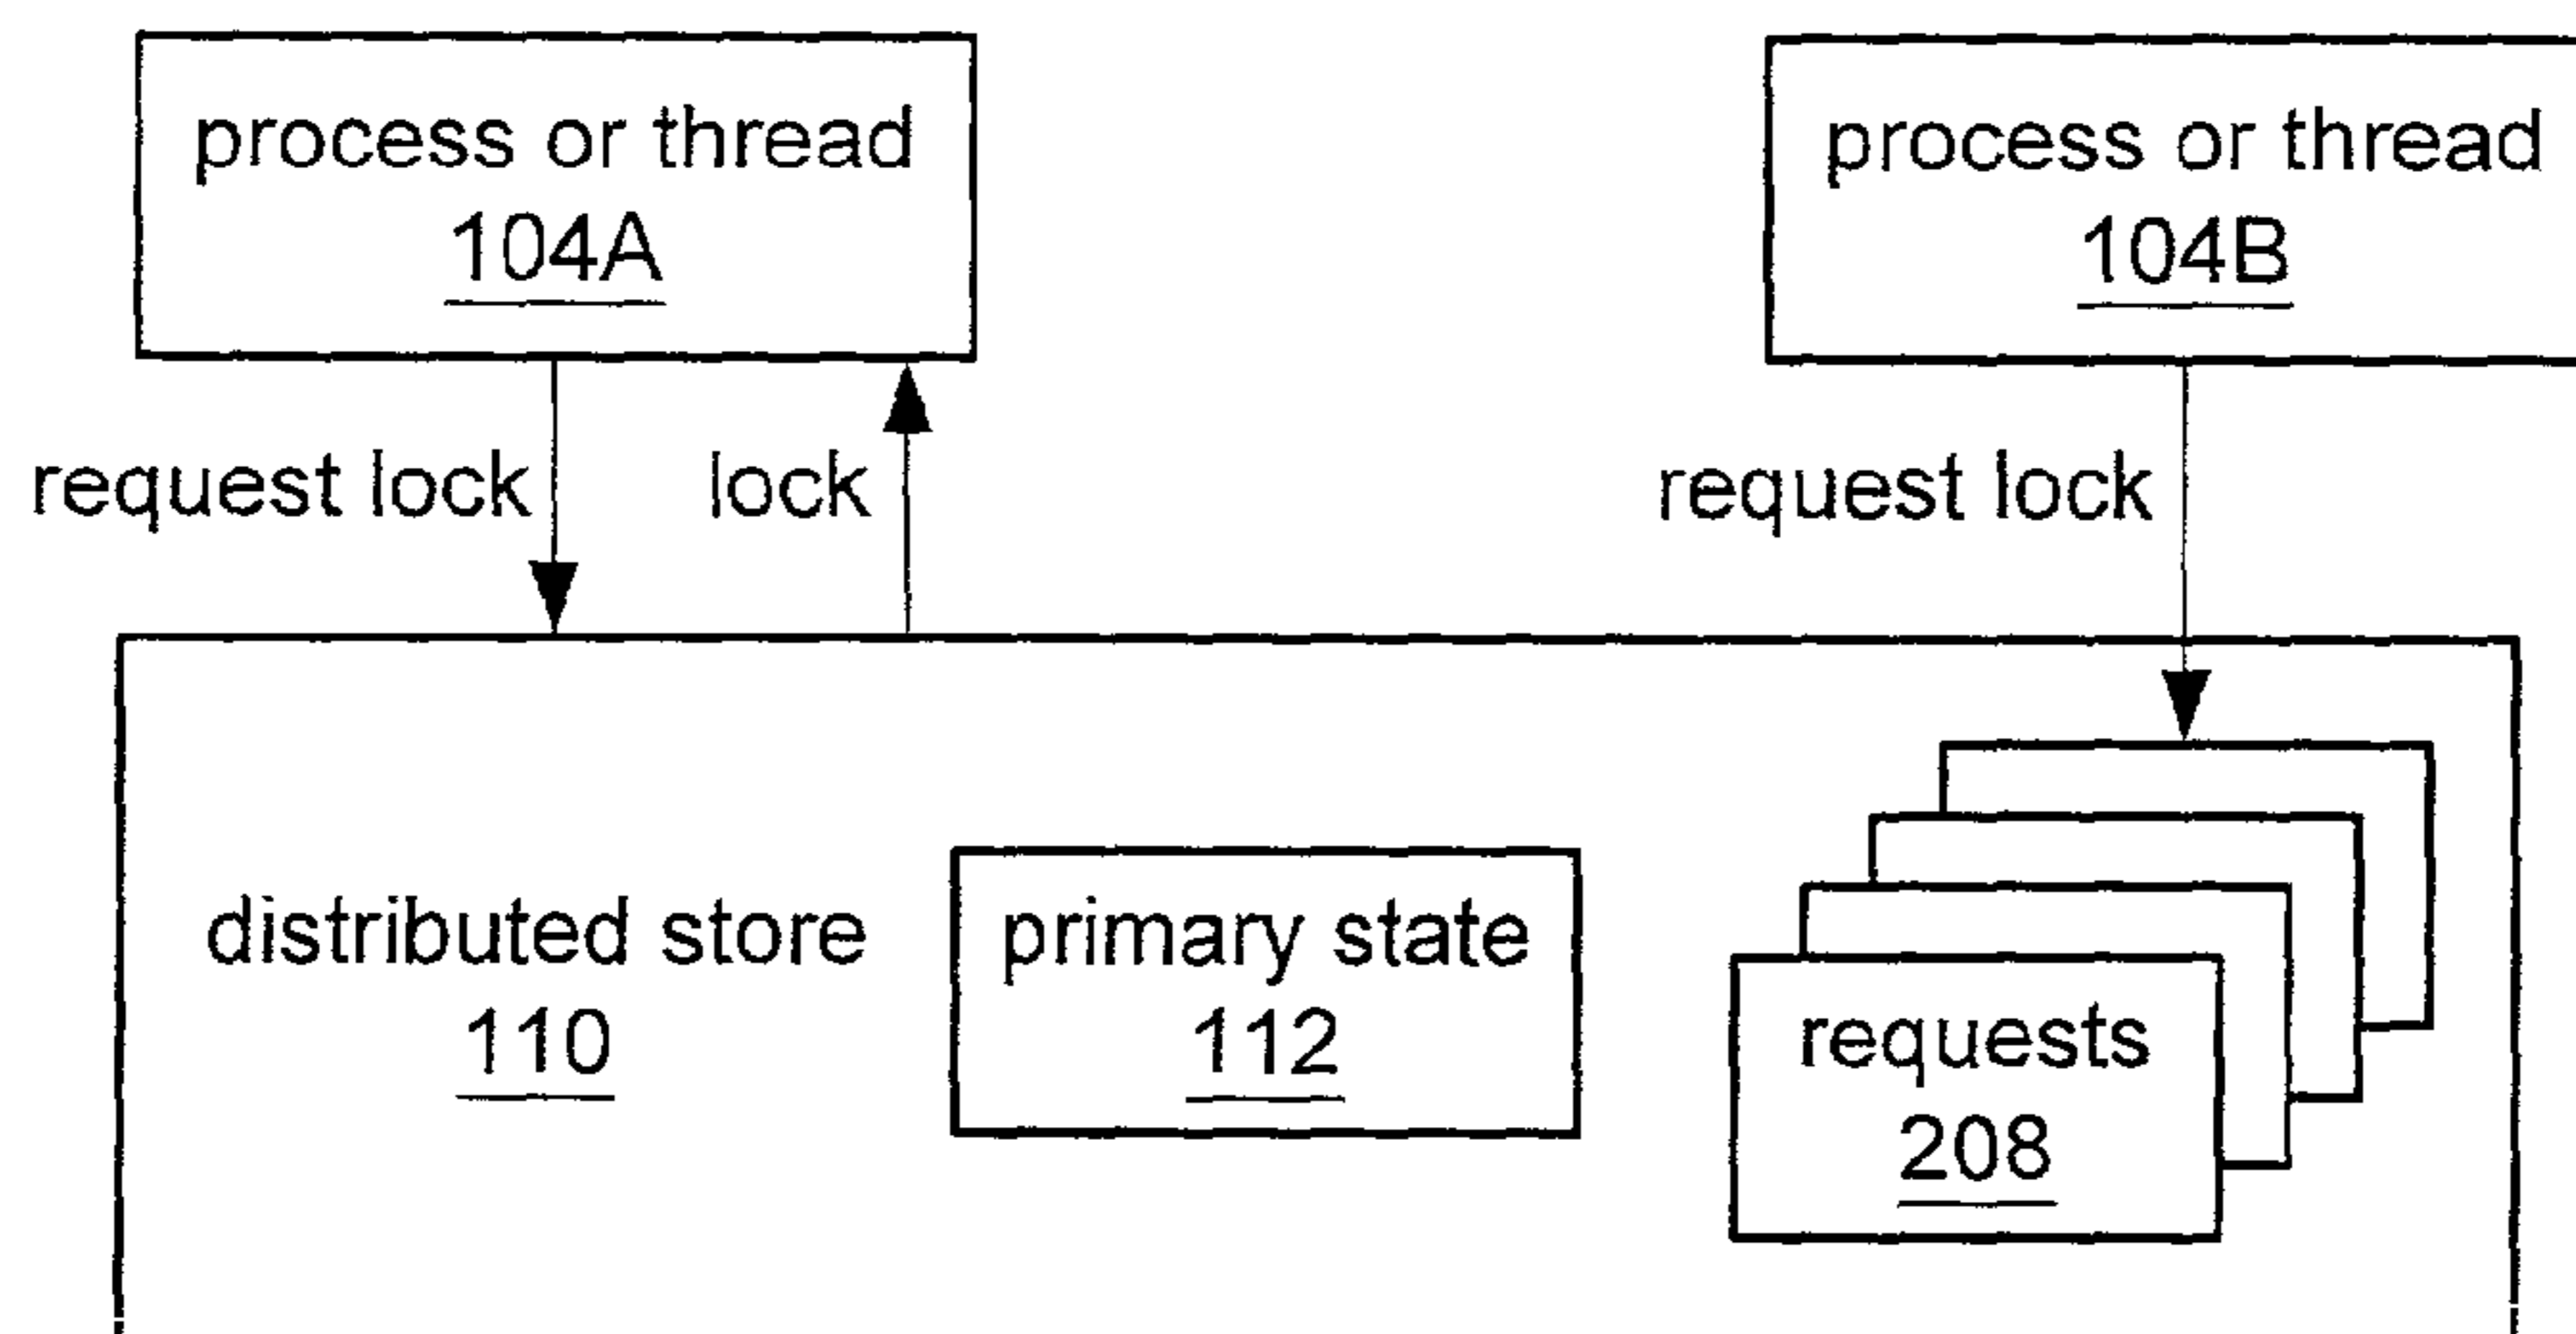 process or thread
104A
process or thread
104B
request lock
lock
request lock
distributed store
110
primary state
112
requests
208